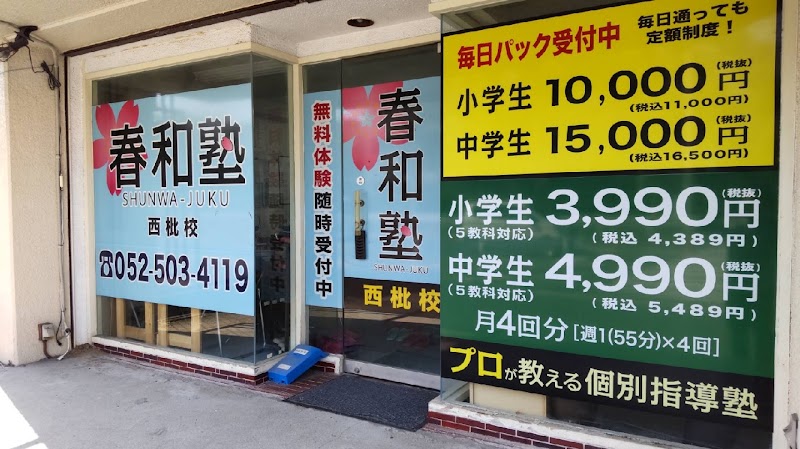 春和塾
SHUNWA-JUKU
西枇校
☎052-503-4119
無料体験随時受付中
春和塾
SHUNWA-JUKU
西枇校
毎日パック受付中
毎日通っても
定額制度！
小学生 10,000円(税抜)
(税込11,000円)
中学生 15,000円(税抜)
(税込16,500円)
小学生 3,990円(税抜)
(5教科対応) (税込 4,389円)
中学生 4,990円(税抜)
(5教科対応) (税込 5,489円)
月4回分[週1(55分)×4回]
プロが教える個別指導塾